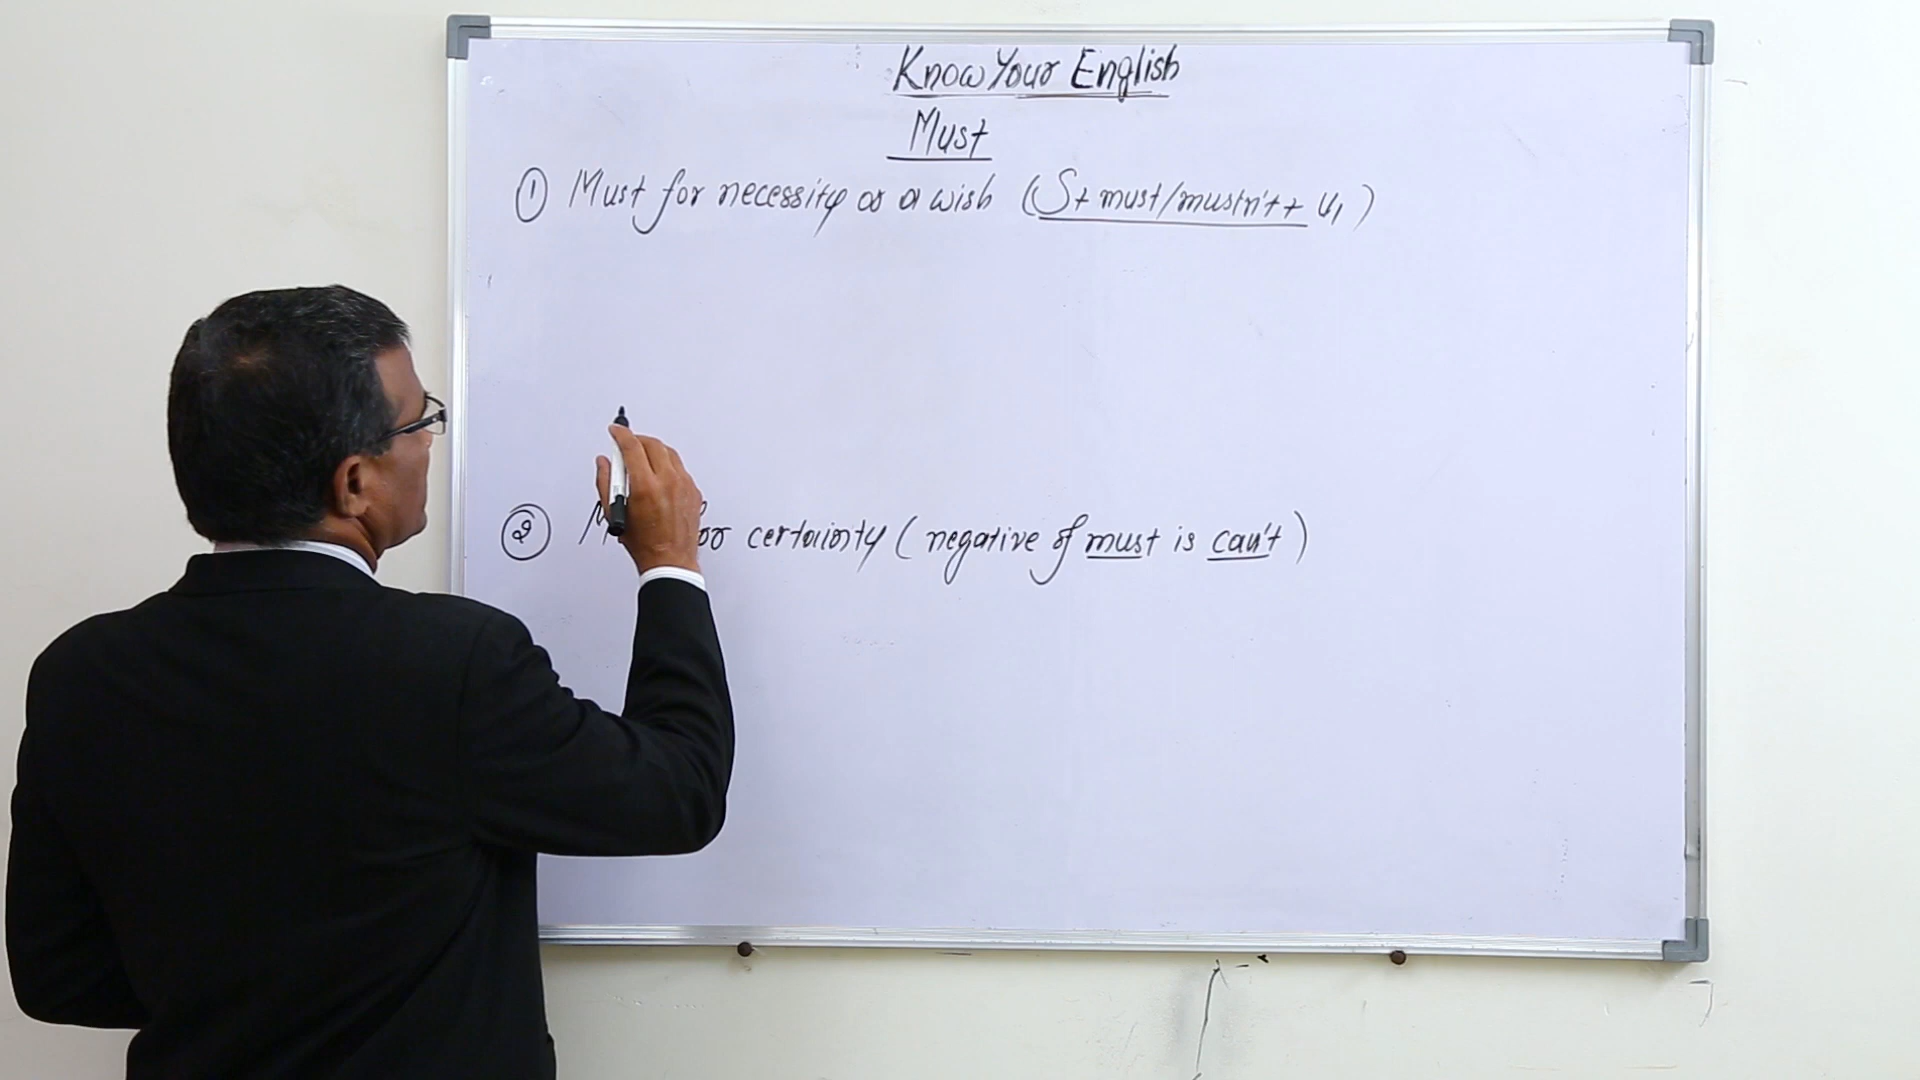 Know Your English
Must
① Must for necessity or a wish (S+ must/mustn't+ V1)
② for certainty (negative of must is can't)